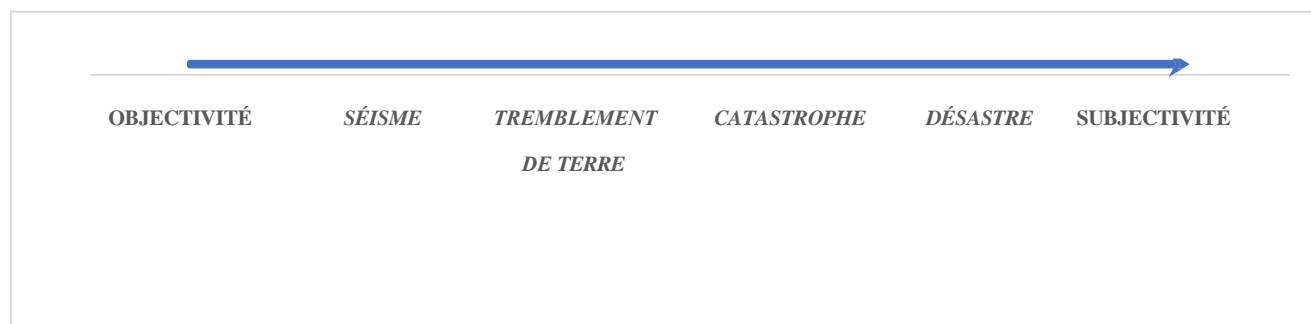 OBJECTIVITÉ SÉISME TREMBLEMENT CATASTROPHE DÉSASTRE SUBJECTIVITÉ
DE TERRE